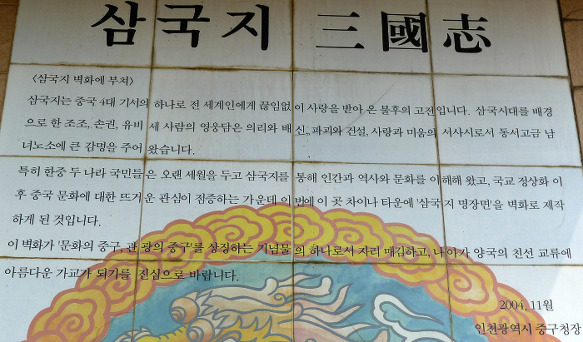 삼국지 三國志
<삼국지 벽화에 부쳐>
삼국지는 중국 4대 기서의 하나로 전 세계인에게 끊임없이 사랑을 받아 온 불후의 고전입니다. 삼국시대를 배경
으로 한 조조, 손권, 유비 세 사람의 영웅담은 의리와 배신, 파괴와 건설, 사랑과 미움의 서사시로서 동서고금 남
녀노소에 큰 감명을 주어 왔습니다.
특히 한중 두 나라 국민들은 오랜 세월을 두고 삼국지를 통해 인간과 역사와 문화를 이해해 왔고, 국교 정상화 이
후 중국 문화에 대한 뜨거운 관심이 점증하는 가운데 이번에 이 곳 차이나 타운에 '삼국지 명장면'을 벽화로 제작
하게 된 것입니다.
이 벽화가 '문화의 중구, 관광의 중구'를 상징하는 기념물의 하나로서 자리 매김하고, 나아가 양국의 친선 교류에
아름다운 가교가 되기를 진심으로 바랍니다.
2004. 11월
인천광역시 중구청장